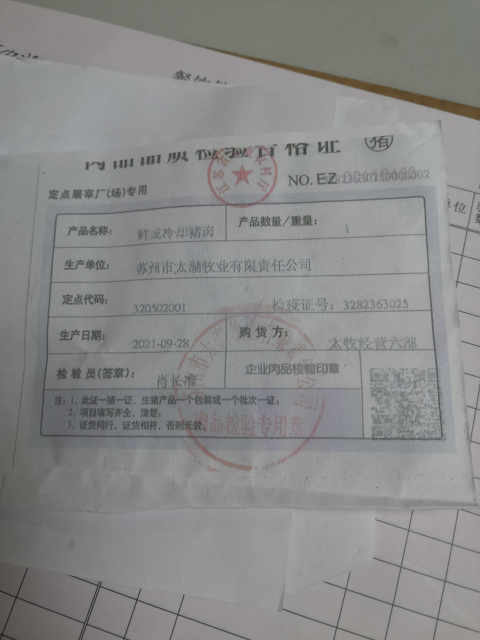 肉品品质检验合格证 猪
定点屠宰厂(场)专用
NO. EZ
产品名称: 鲜或冷却猪肉 产品数量/重量: 1
生产单位: 苏州市太湖牧业有限责任公司
定点代码: 320502001 检疫证号: 3282363025
生产日期: 2021-09-28 购货方: 太牧经营六部
检验员(签章): 肖长淮 企业肉品检验印章
注: 1、此证一猪一证、生猪产品一个包装或一个批次一证;
2、项目填写齐全、清楚;
3、证货同行、证货相符, 否则无效。
肉品检验专用章
单位